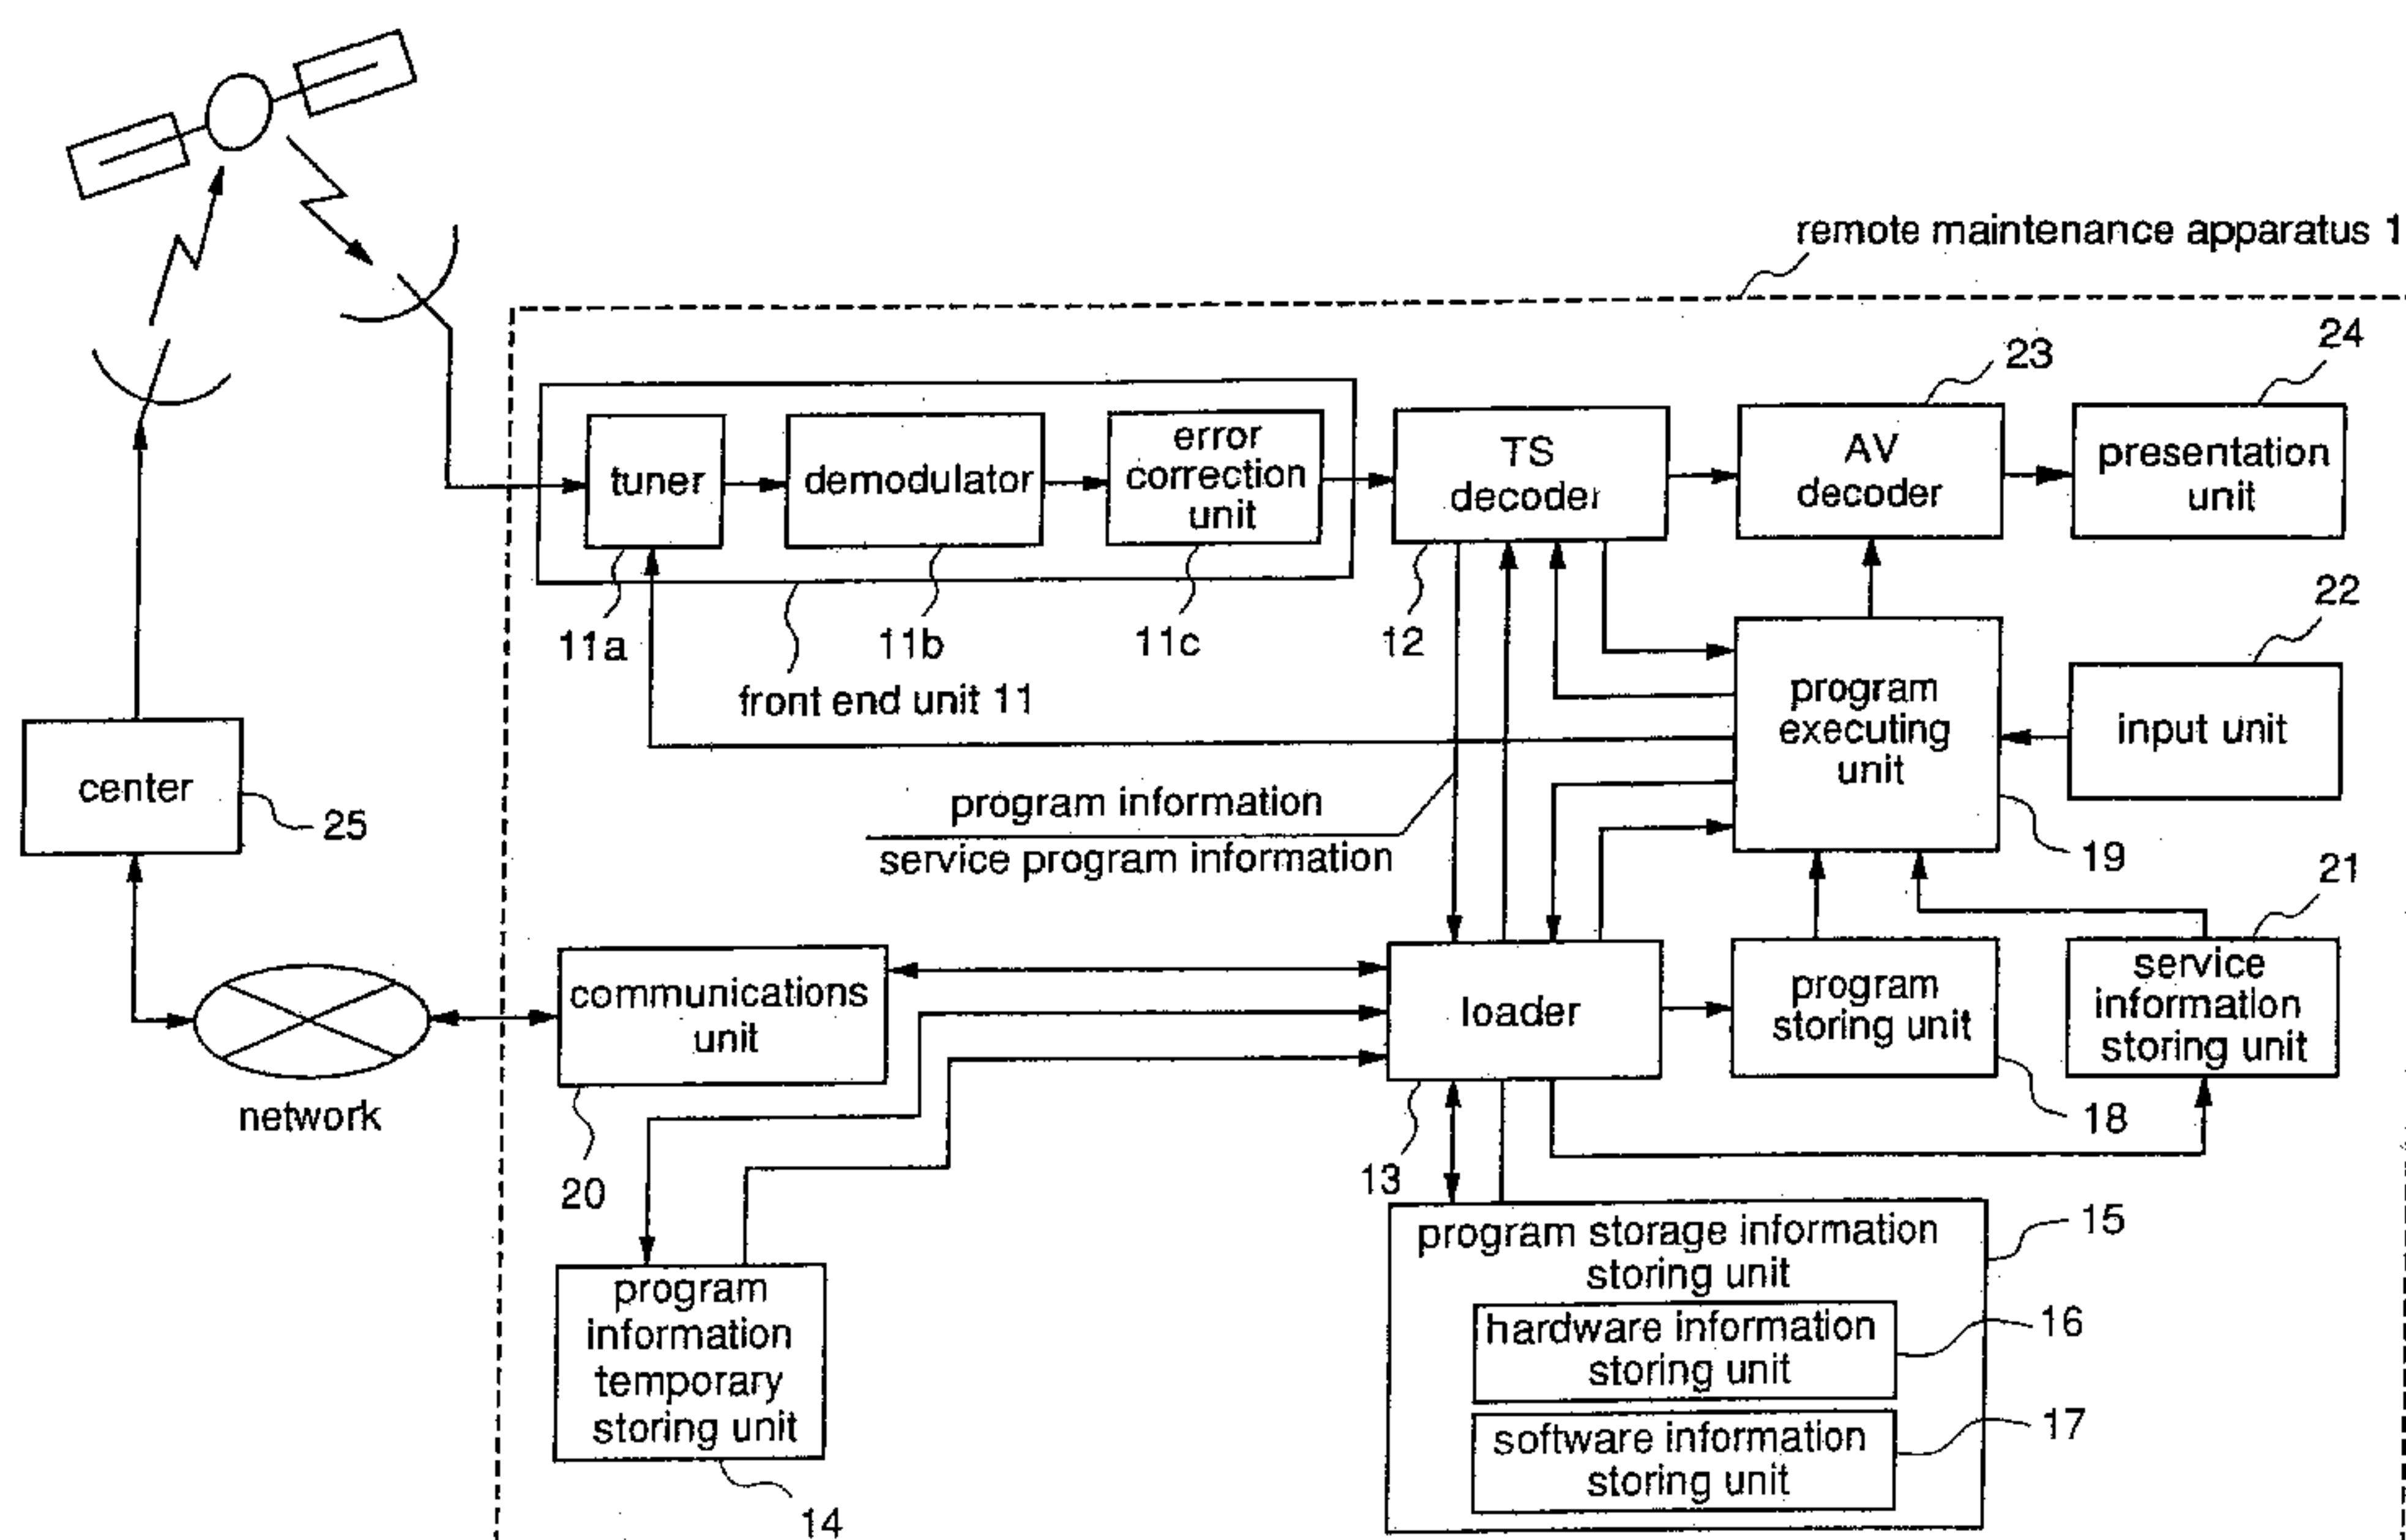 remote maintenance apparatus 1
24
23
tuner
demodulator
error
correction
unit
TS
decoder
AV
decoder
presentation
unit
11a
11b
11c
12
22
front end unit 11
program
executing
unit
input unit
center
25
program information
service program information
19
21
communications
unit
loader
program
storing unit
service
information
storing unit
network
20
13
18
program storage information
storing unit
15
program
information
temporary
storing unit
hardware information
storing unit
16
software information
storing unit
17
14